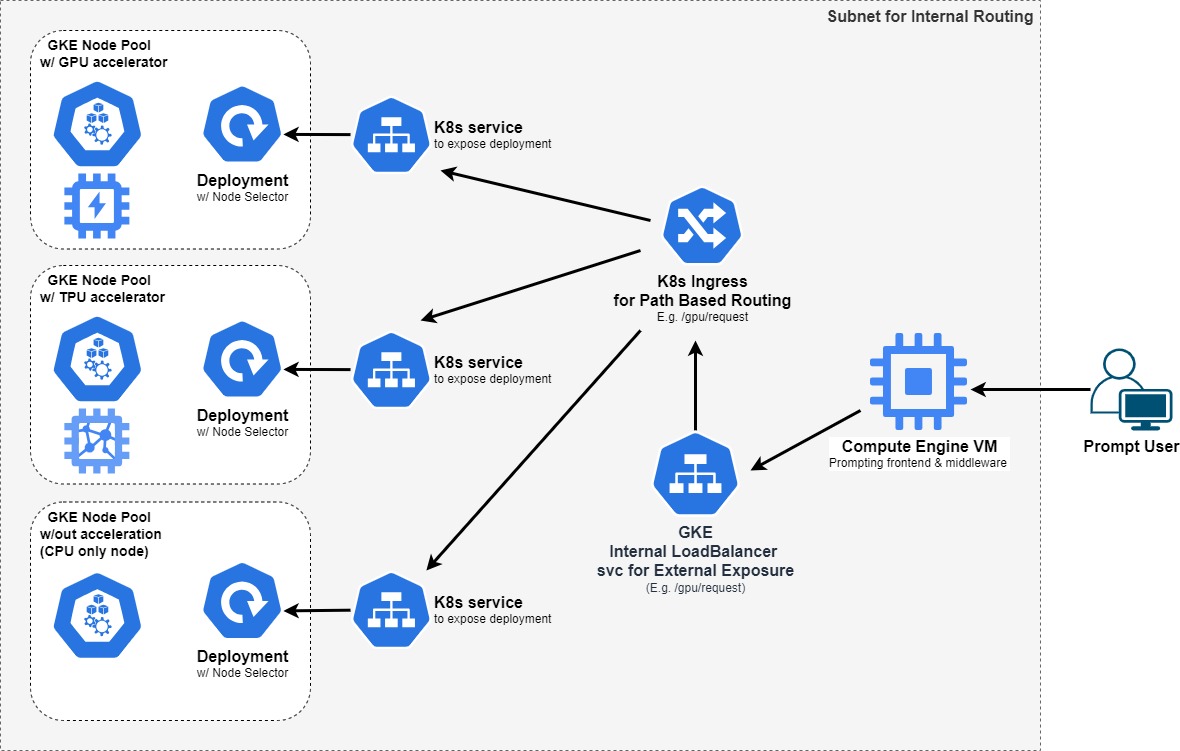 Subnet for Internal Routing
GKE Node Pool
w/ GPU accelerator
Deployment
w/ Node Selector
K8s service
to expose deployment
K8s Ingress
for Path Based Routing
E.g. /gpu/request
GKE Node Pool
w/ TPU accelerator
Deployment
w/ Node Selector
K8s service
to expose deployment
Compute Engine VM
Prompting frontend & middleware
Prompt User
GKE
Internal LoadBalancer
svc for External Exposure
(E.g. /gpu/request)
GKE Node Pool
w/out acceleration
(CPU only node)
Deployment
w/ Node Selector
K8s service
to expose deployment